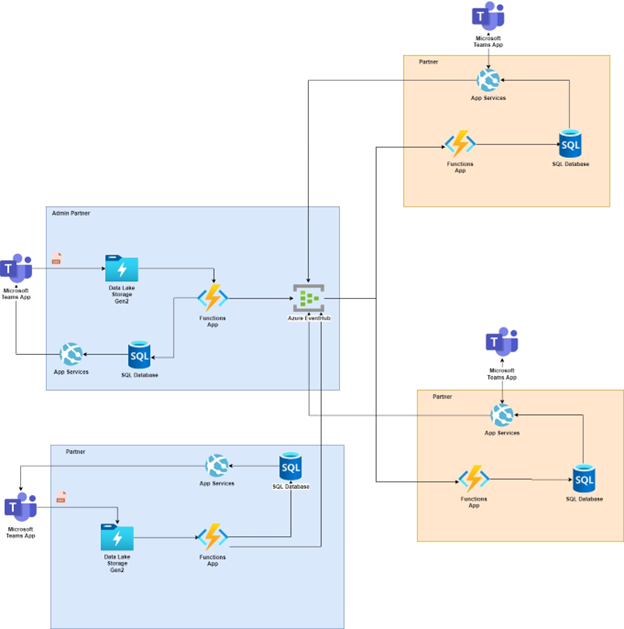 Microsoft
Teams App
Partner
App Services
Functions
App
SQL Database
Admin Partner
Microsoft
Teams App
Data Lake
Storage
Gen2
Functions
App
Azure EventHub
App Services
SQL Database
Microsoft
Teams App
Partner
App Services
Functions
App
SQL Database
Partner
App Services
SQL Database
Microsoft
Teams App
Data Lake
Storage
Gen2
Functions
App
SQL
SQL
SQL
SQL